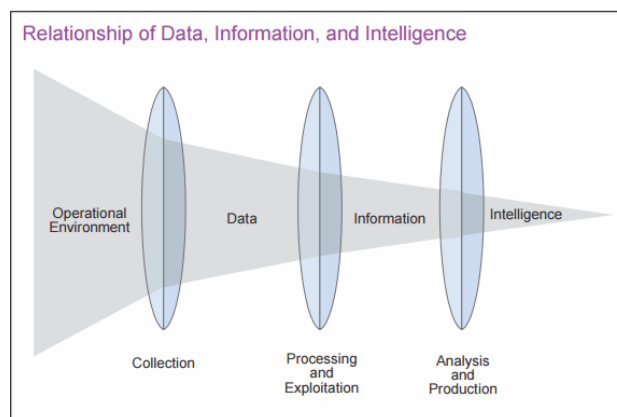 Relationship of Data, Information, and Intelligence
Operational
Environment
Data
Information
Intelligence
Collection
Processing
and
Exploitation
Analysis
and
Production